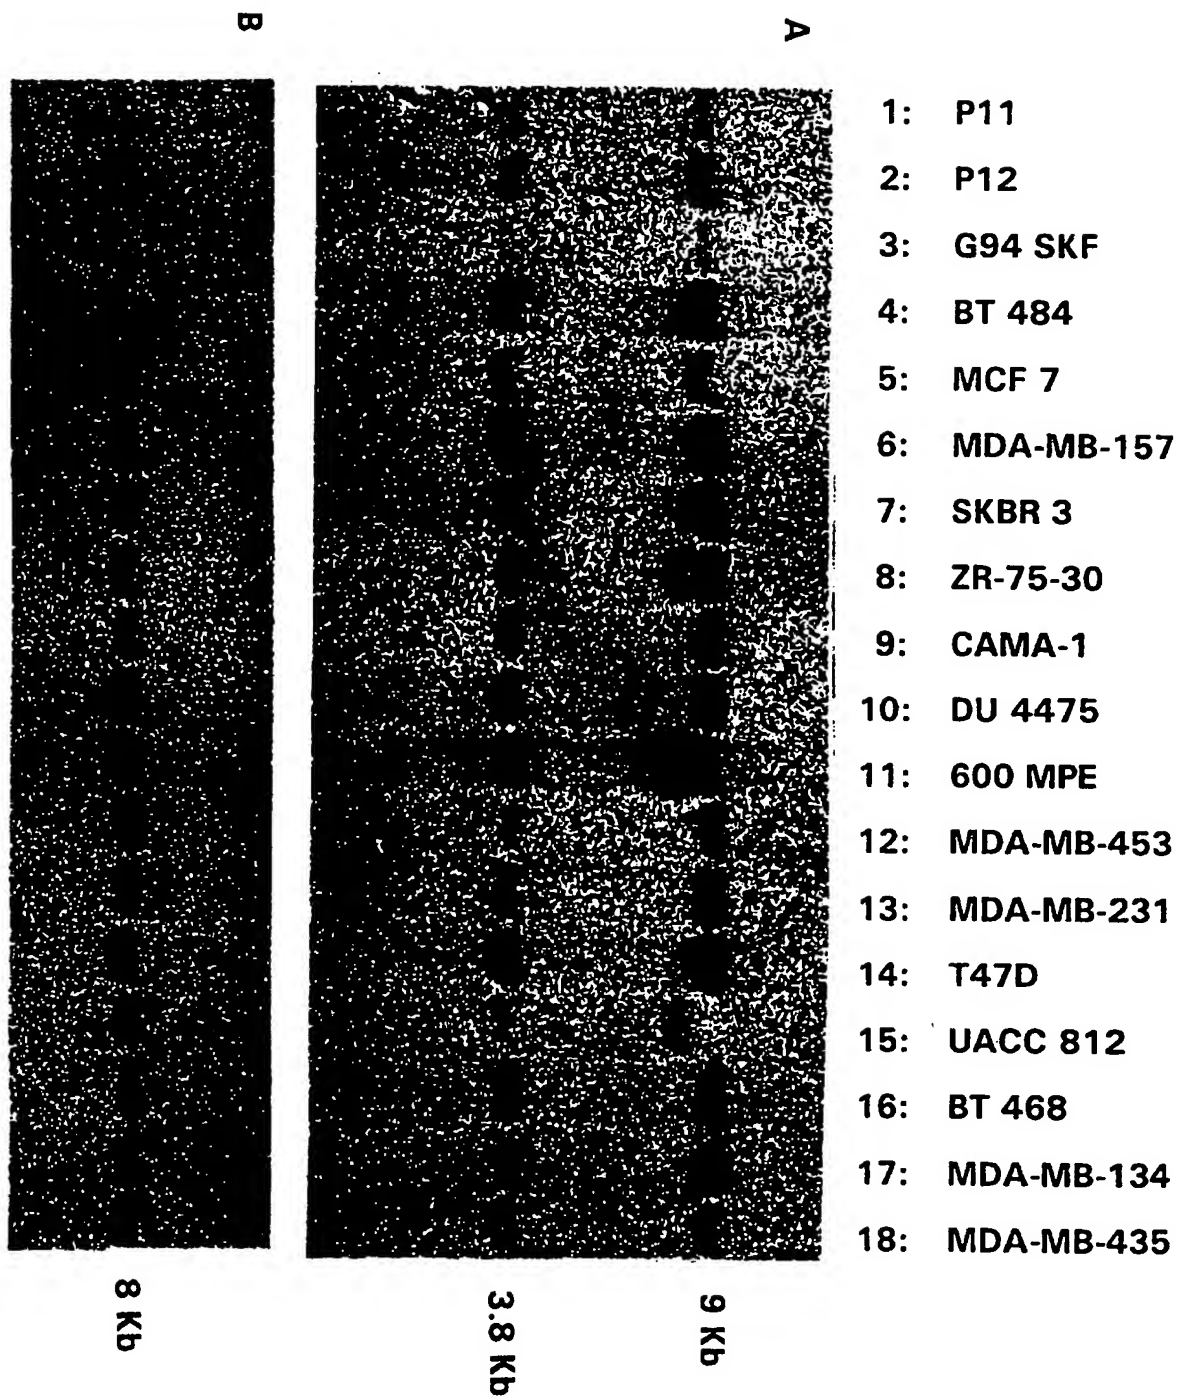 B
A
1: P11
2: P12
3: G94 SKF
4: BT 484
5: MCF 7
6: MDA-MB-157
7: SKBR 3
8: ZR-75-30
9: CAMA-1
10: DU 4475
11: 600 MPE
12: MDA-MB-453
13: MDA-MB-231
14: T47D
15: UACC 812
16: BT 468
17: MDA-MB-134
18: MDA-MB-435
8 Kb
3.8 Kb
9 Kb